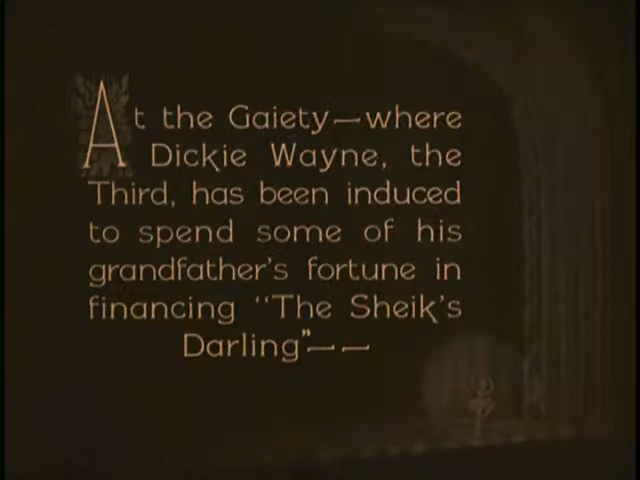 At the Gaiety—where
Dickie Wayne, the
Third, has been induced
to spend some of his
grandfather's fortune in
financing "The Sheik's
Darling"——